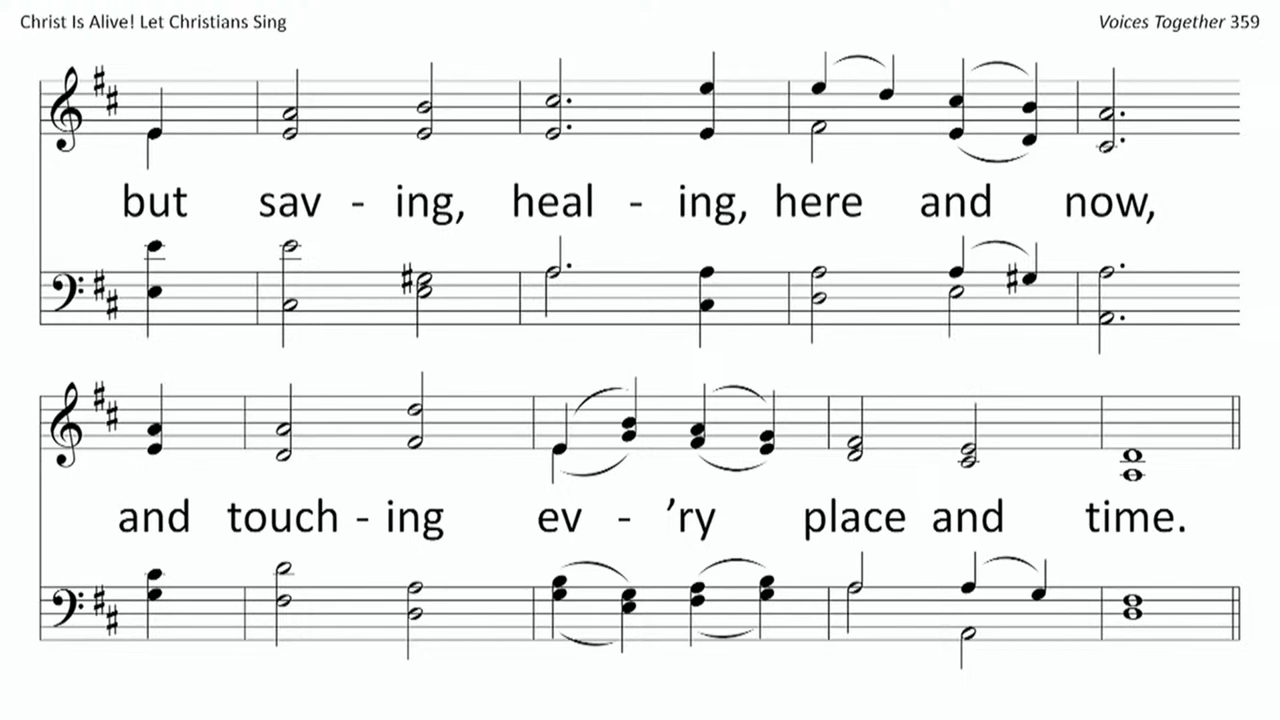 Christ Is Alive! Let Christians Sing
Voices Together 359
but sav - ing, heal - ing, here and now,
and touch - ing ev - ’ry place and time.